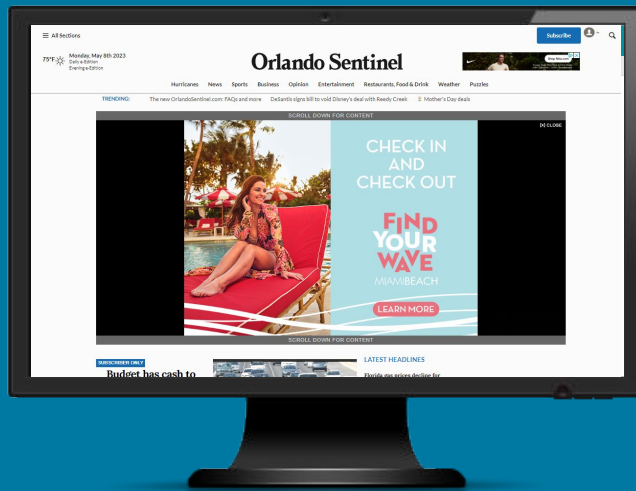 All Sections
Subscribe
75°F
Monday, May 8th 2023
Daily e-Edition
Evening e-Edition
Orlando Sentinel
Hurricanes News Sports Business Opinion Entertainment Restaurants, Food & Drink Weather Puzzles
TRENDING: The new OrlandoSentinel.com: FAQs and more DeSantis signs bill to void Disney's deal with Reedy Creek Mother's Day deals
SCROLL DOWN FOR CONTENT
[X] CLOSE
CHECK IN
AND
CHECK OUT
FIND
YOUR
WAVE
MIAMIBEACH
LEARN MORE
SCROLL DOWN FOR CONTENT
SUBSCRIBER ONLY
Budget has cash to
LATEST HEADLINES
Florida gas prices decline for